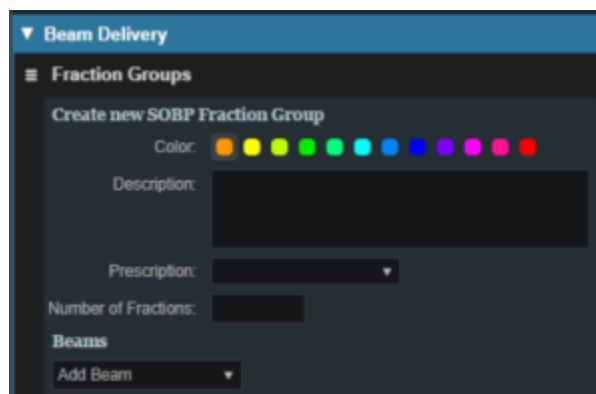 Beam Delivery
Fraction Groups
Create new SOBP Fraction Group
Color:
Description:
Prescription:
Number of Fractions:
Beams
Add Beam